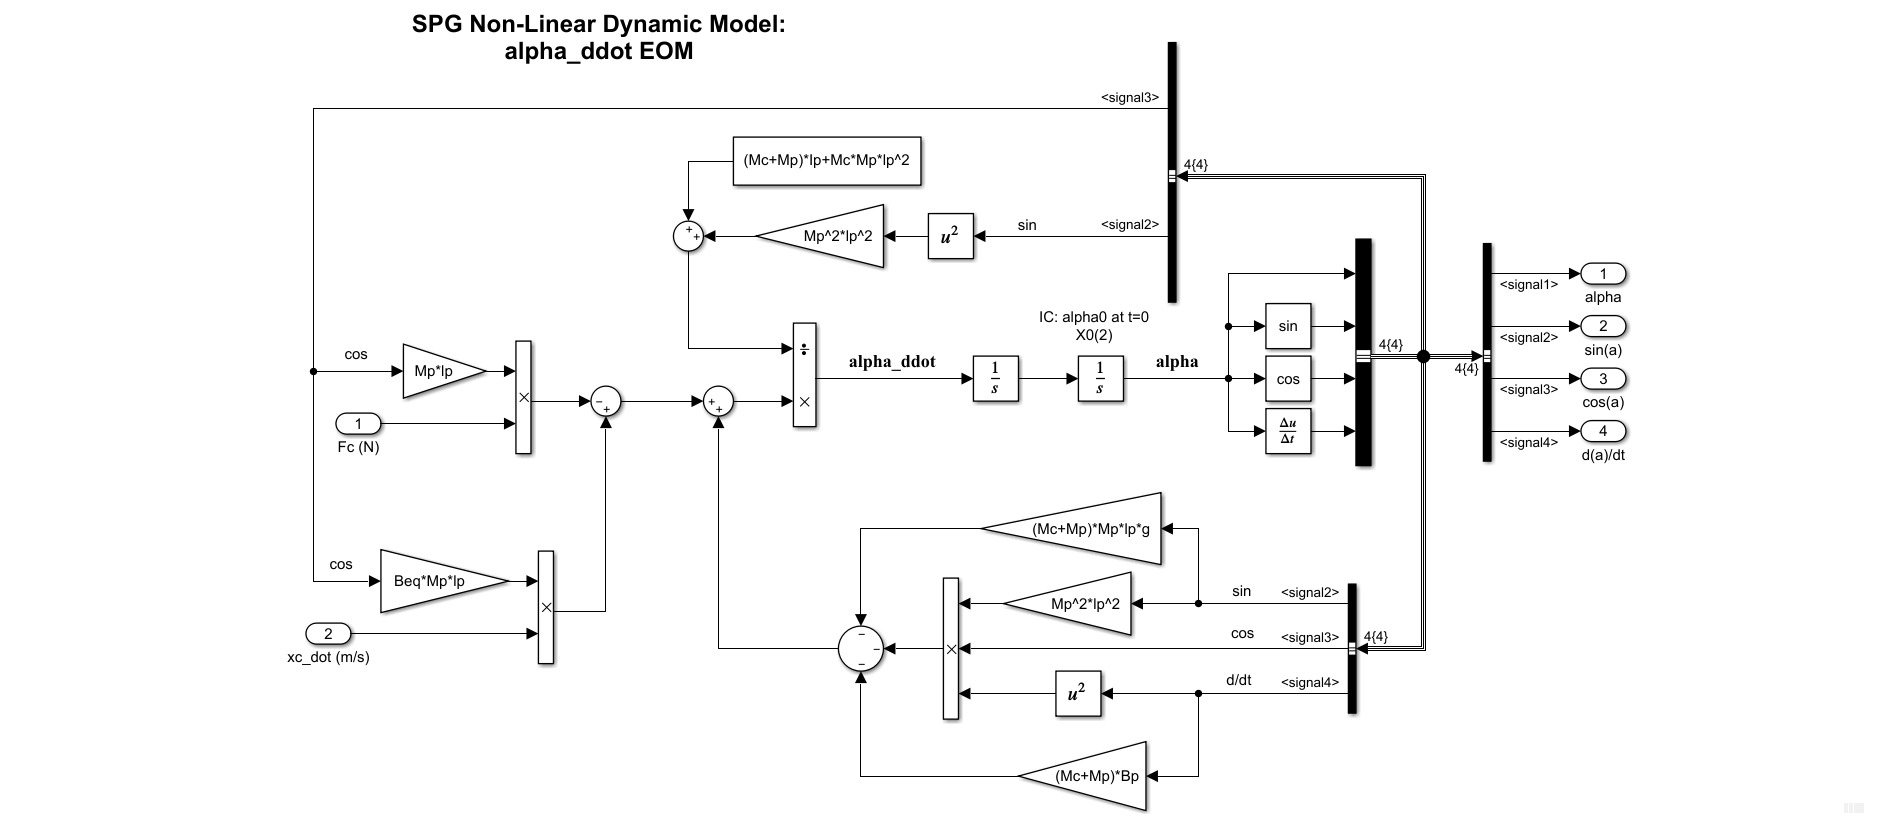 SPG Non-Linear Dynamic Model:
alpha_ddot EOM
<signal3>
(Mc+Mp)*Ip+Mc*Mp*lp^2
4{4}
+
+
Mp^2*lp^2
u²
sin
<signal2>
IC: alpha0 at t=0
X0(2)
1
alpha
<signal1>
sin
2
sin(a)
<signal2>
cos
Mp*lp
×
÷
alpha_ddot
1
s
1
s
alpha
cos
4{4}
4{4}
3
cos(a)
<signal3>
−
+
+
+
×
1
Fc (N)
Δu
Δt
4
d(a)/dt
<signal4>
(Mc+Mp)*Mp*lp*g
cos
Beq*Mp*lp
×
Mp^2*lp^2
sin
<signal2>
2
xc_dot (m/s)
−
−
−
×
cos
<signal3>
4{4}
u²
d/dt
<signal4>
(Mc+Mp)*Bp